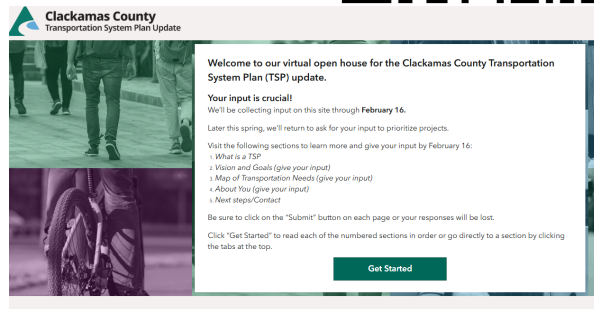 Clackamas County
Transportation System Plan Update
Welcome to our virtual open house for the Clackamas County Transportation
System Plan (TSP) update.
Your input is crucial!
We'll be collecting input on this site through February 16.
Later this spring, we'll return to ask for your input to prioritize projects.
Visit the following sections to learn more and give your input by February 16:
1. What is a TSP
2. Vision and Goals (give your input)
3. Map of Transportation Needs (give your input)
4. About You (give your input)
5. Next steps/Contact
Be sure to click on the "Submit" button on each page or your responses will be lost.
Click "Get Started" to read each of the numbered sections in order or go directly to a section by clicking
the tabs at the top.
Get Started